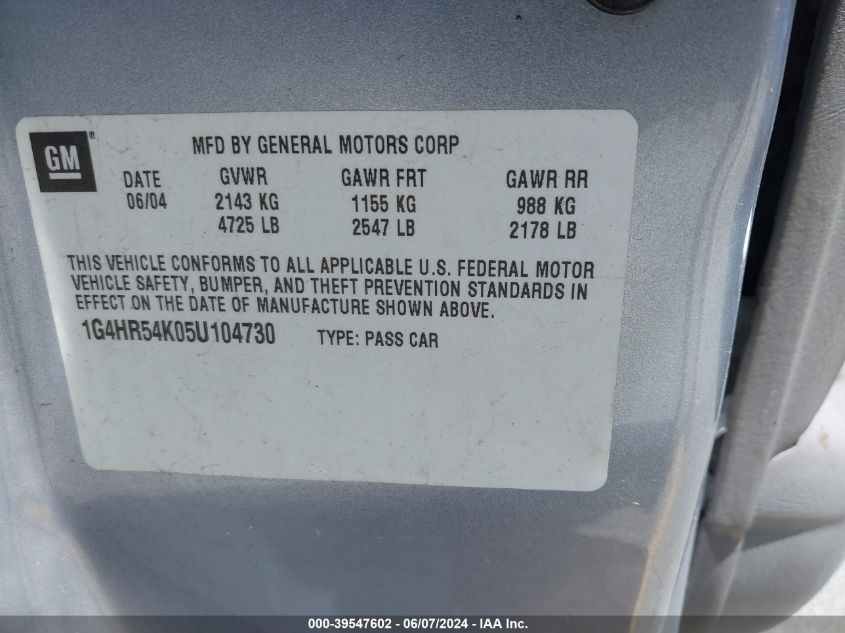 GM®
MFD BY GENERAL MOTORS CORP
DATE GVWR GAWR FRT GAWR RR
06/04 2143 KG 1155 KG 988 KG
4725 LB 2547 LB 2178 LB
THIS VEHICLE CONFORMS TO ALL APPLICABLE U.S. FEDERAL MOTOR
VEHICLE SAFETY, BUMPER, AND THEFT PREVENTION STANDARDS IN
EFFECT ON THE DATE OF MANUFACTURE SHOWN ABOVE.
1G4HR54K05U104730 TYPE: PASS CAR
000-39547602 - 06/07/2024 - IAA Inc.